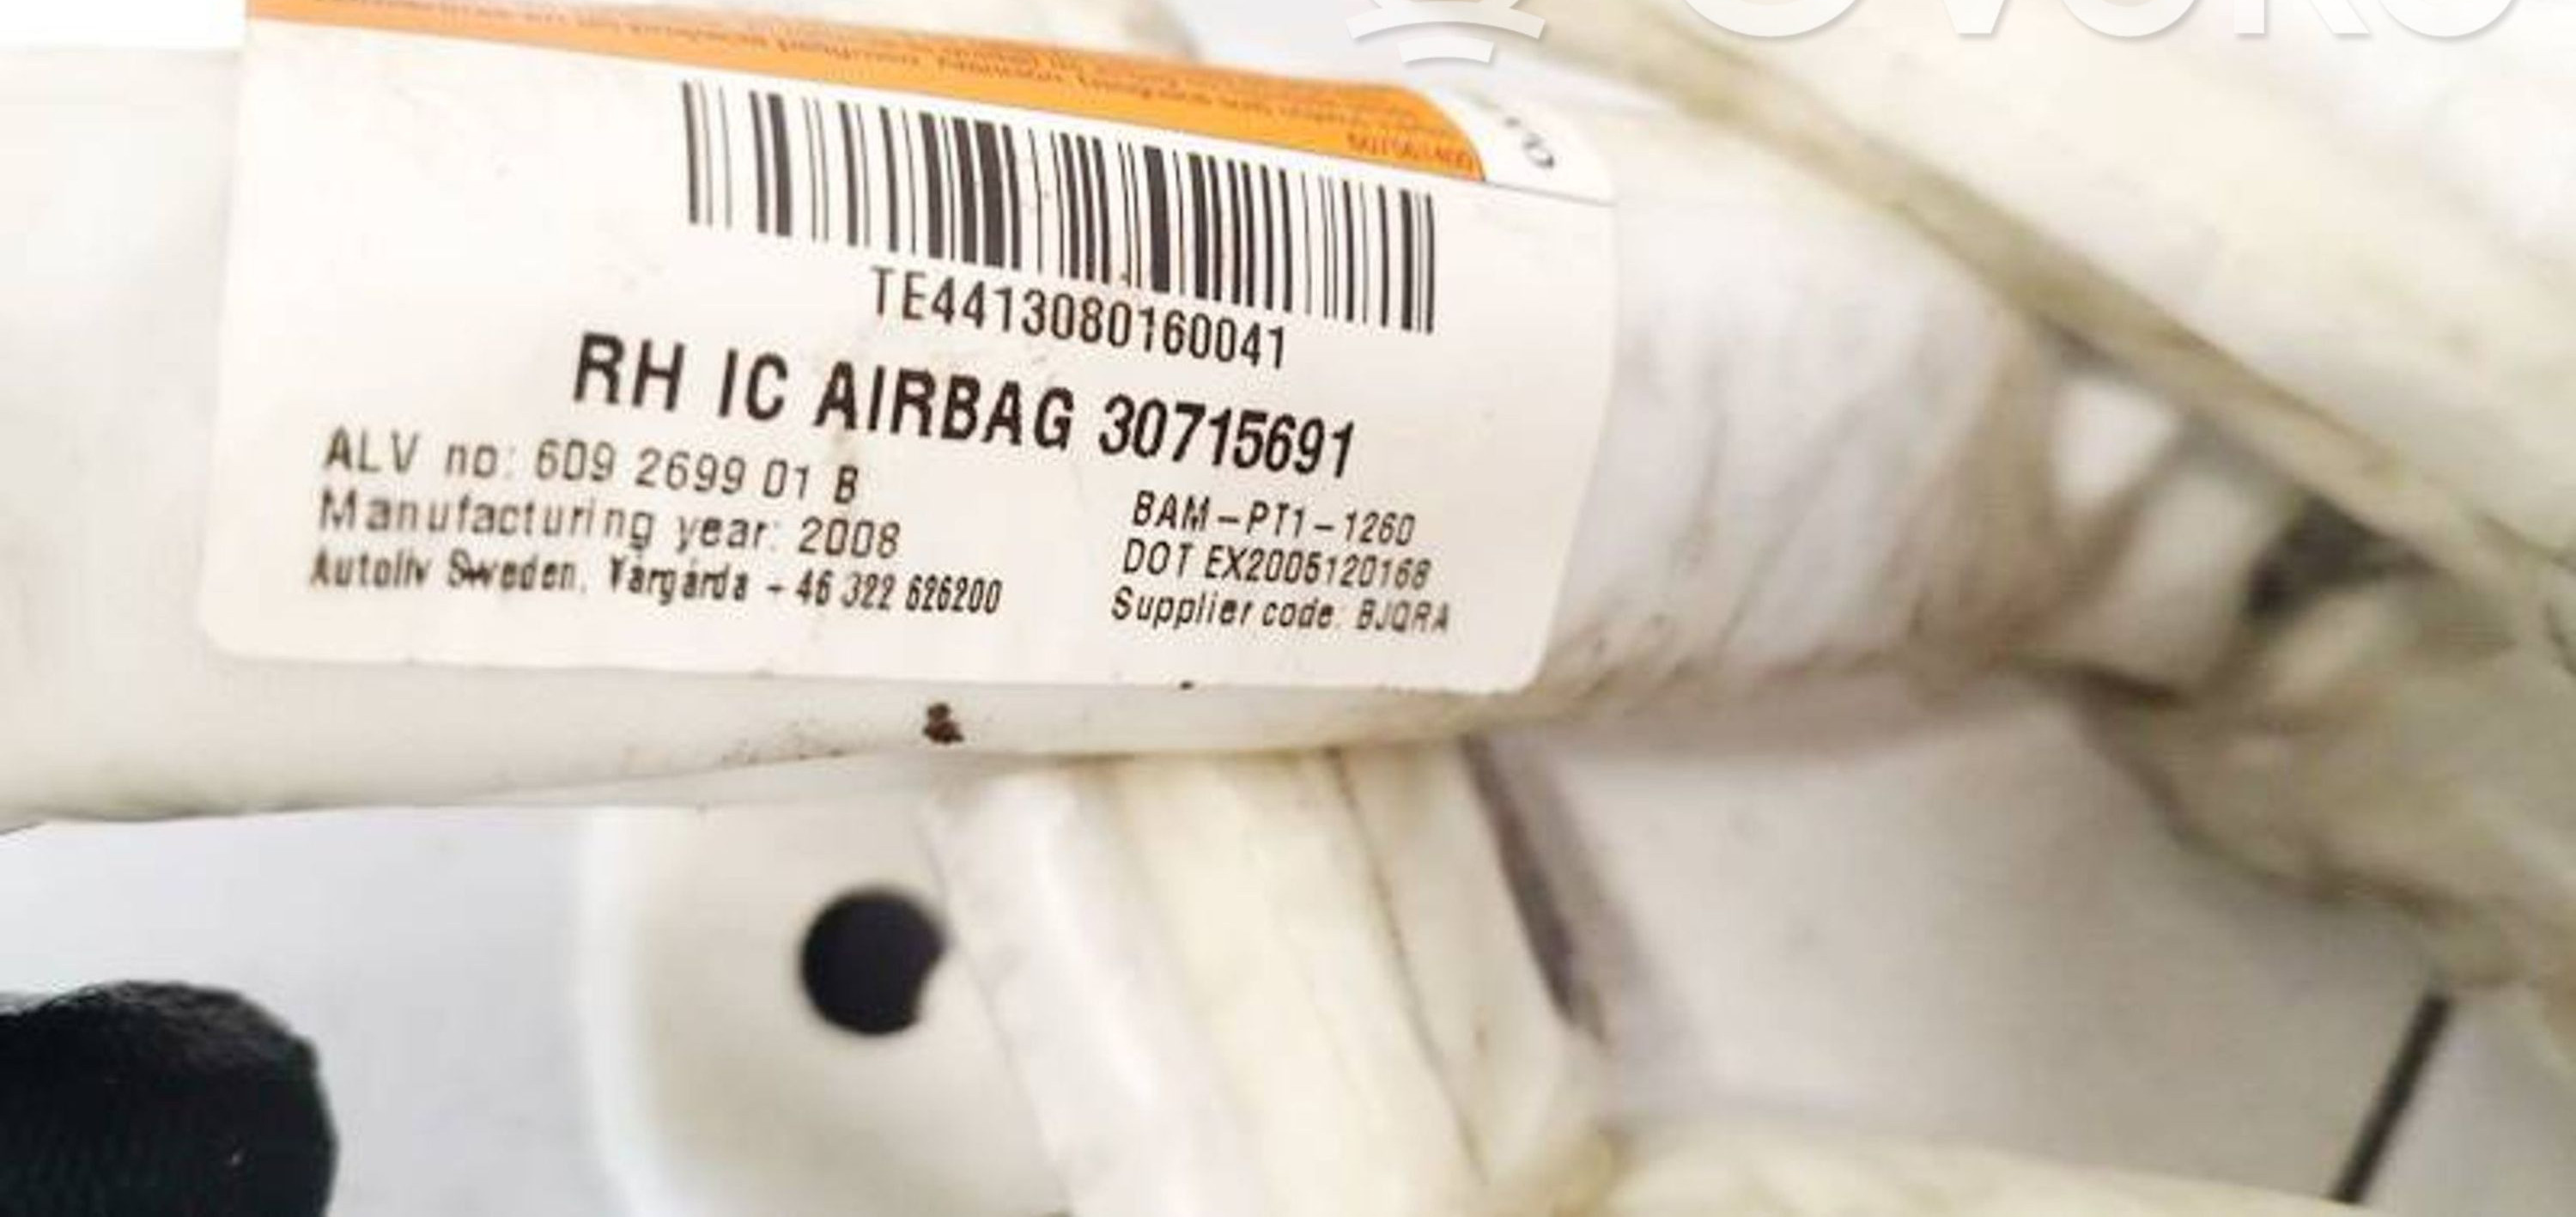 OVOKO
TE4413080160041
RH IC AIRBAG 30715691
ALV no: 609 2699 01 B
Manufacturing year: 2008
Autoliv Sweden, Vårgårda - 46 322 626200
BAM-PT1-1260
DOT EX2005120168
Supplier code: BJQRA